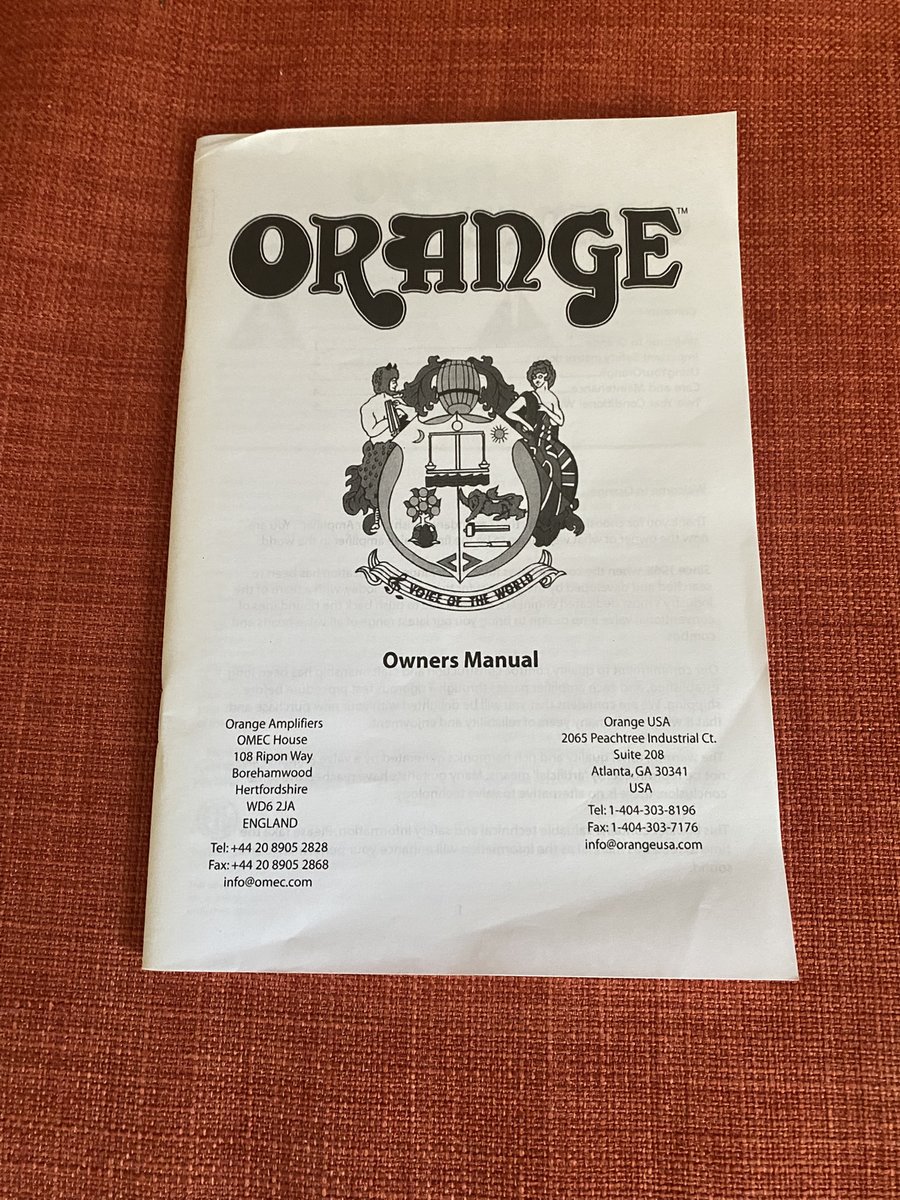 ORANGE™
VOICE OF THE WORLD
Owners Manual
Orange Amplifiers
OMEC House
108 Ripon Way
Borehamwood
Hertfordshire
WD6 2JA
ENGLAND
Tel: +44 20 8905 2828
Fax: +44 20 8905 2868
info@omec.com
Orange USA
2065 Peachtree Industrial Ct.
Suite 208
Atlanta, GA 30341
USA
Tel: 1-404-303-8196
Fax: 1-404-303-7176
info@orangeusa.com